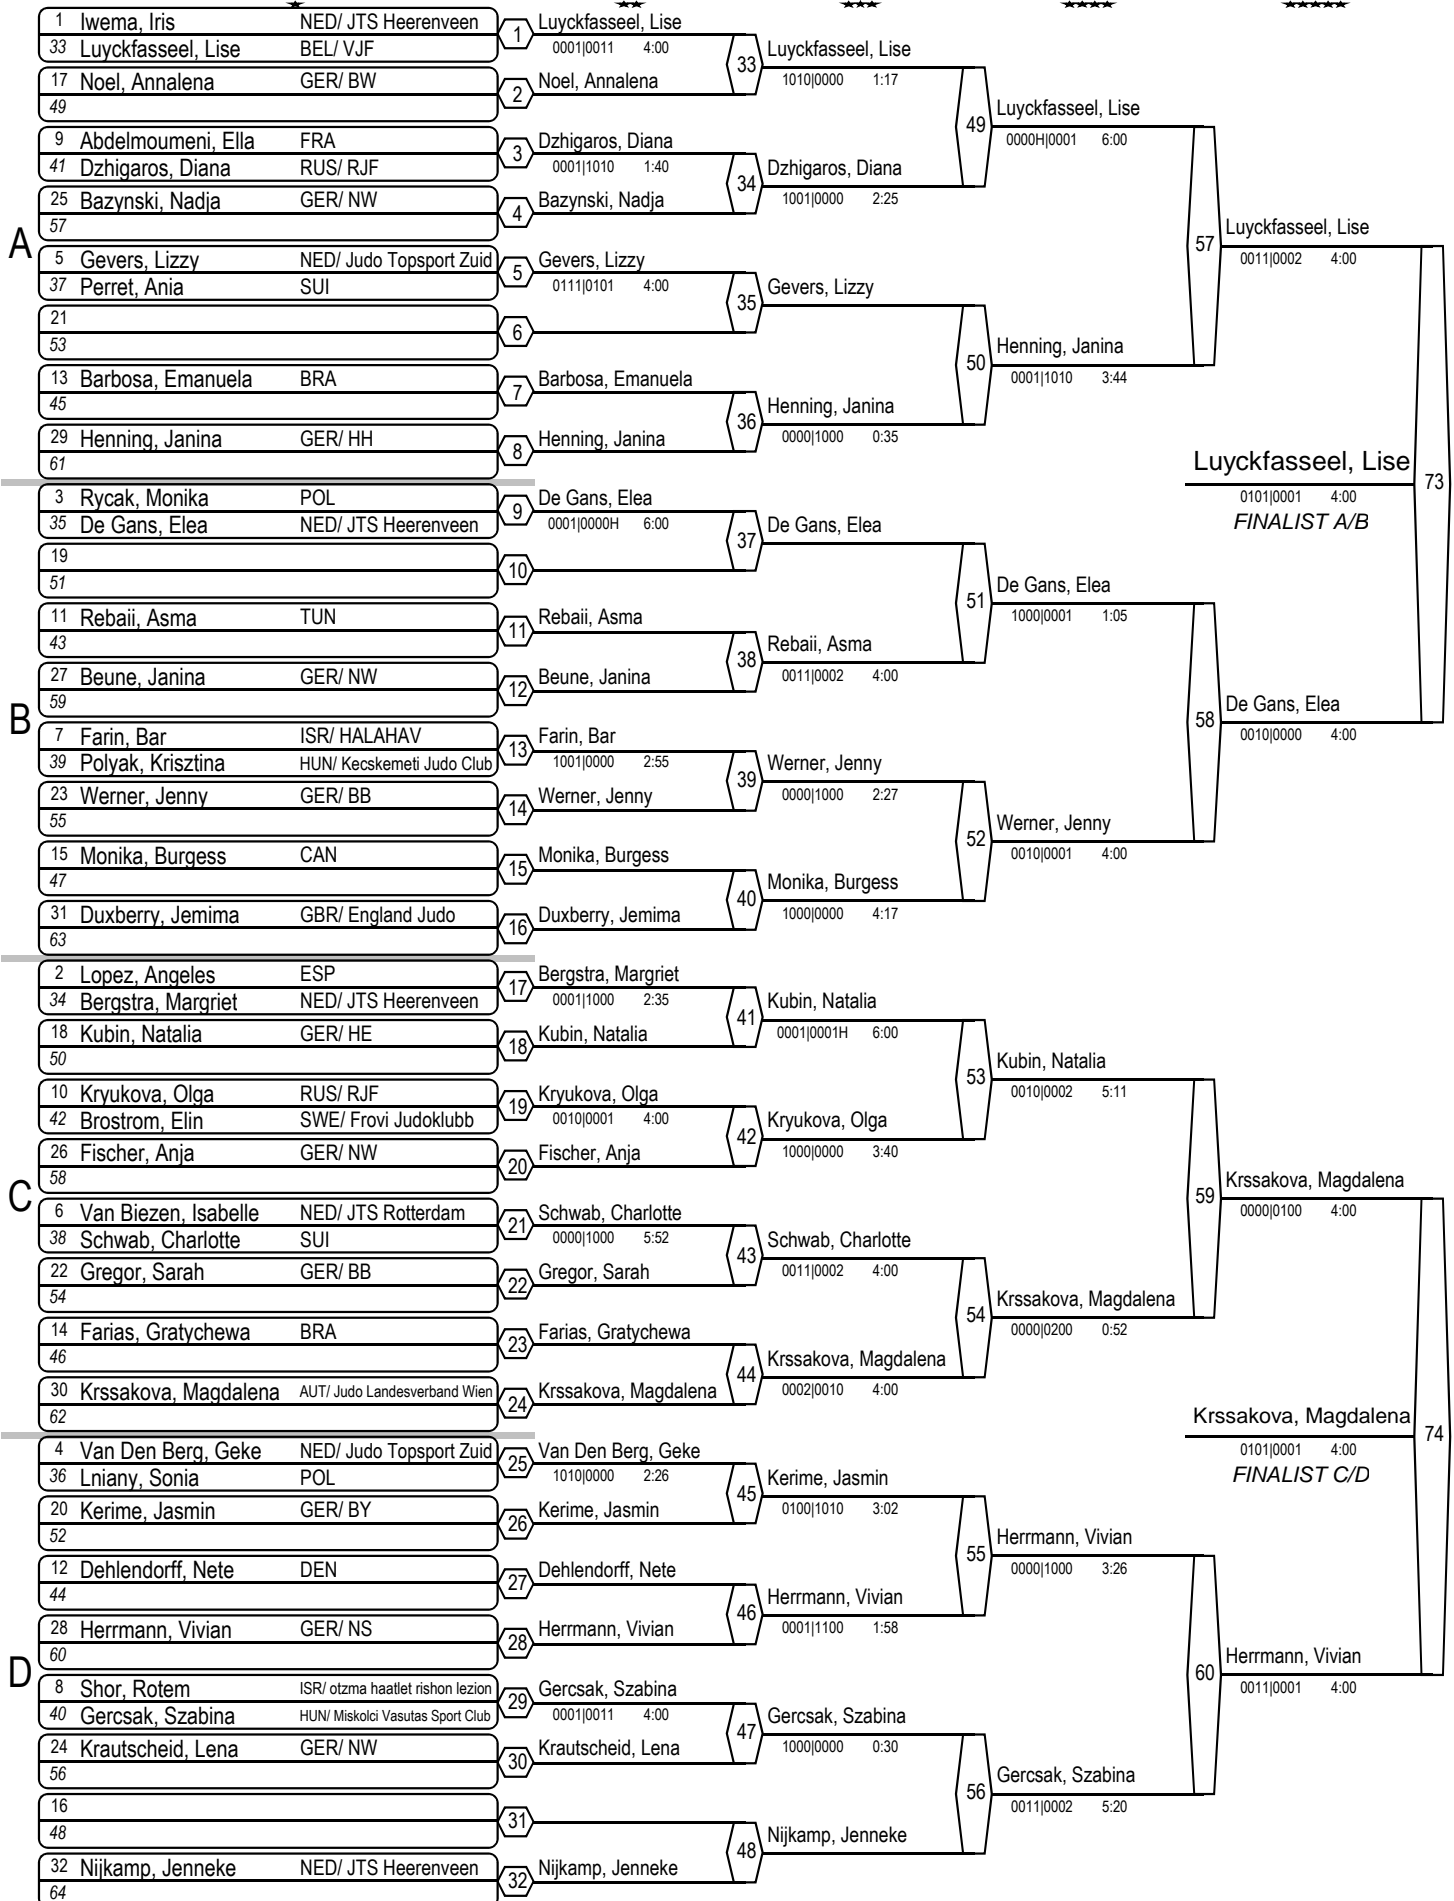 A
1 Iwema, Iris NED/ JTS Heerenveen
33 Luyckfasseel, Lise BEL/ VJF
17 Noel, Annalena GER/ BW
49
9 Abdelmoumeni, Ella FRA
41 Dzhigaros, Diana RUS/ RJF
25 Bazynski, Nadja GER/ NW
57
5 Gevers, Lizzy NED/ Judo Topsport Zuid
37 Perret, Ania SUI
21
53
13 Barbosa, Emanuela BRA
45
29 Henning, Janina GER/ HH
61
B
3 Rycak, Monika POL
35 De Gans, Elea NED/ JTS Heerenveen
19
51
11 Rebaii, Asma TUN
43
27 Beune, Janina GER/ NW
59
7 Farin, Bar ISR/ HALAHAV
39 Polyak, Krisztina HUN/ Kecskemeti Judo Club
23 Werner, Jenny GER/ BB
55
15 Monika, Burgess CAN
47
31 Duxberry, Jemima GBR/ England Judo
63
C
2 Lopez, Angeles ESP
34 Bergstra, Margriet NED/ JTS Heerenveen
18 Kubin, Natalia GER/ HE
50
10 Kryukova, Olga RUS/ RJF
42 Brostrom, Elin SWE/ Frovi Judoklubb
26 Fischer, Anja GER/ NW
58
6 Van Biezen, Isabelle NED/ JTS Rotterdam
38 Schwab, Charlotte SUI
22 Gregor, Sarah GER/ BB
54
14 Farias, Gratychewa BRA
46
30 Krssakova, Magdalena AUT/ Judo Landesverband Wien
62
D
4 Van Den Berg, Geke NED/ Judo Topsport Zuid
36 Lniany, Sonia POL
20 Kerime, Jasmin GER/ BY
52
12 Dehlendorff, Nete DEN
44
28 Herrmann, Vivian GER/ NS
60
8 Shor, Rotem ISR/ otzma haatlet rishon lezion
40 Gercsak, Szabina HUN/ Miskolci Vasutas Sport Club
24 Krautscheid, Lena GER/ NW
56
16
48
32 Nijkamp, Jenneke NED/ JTS Heerenveen
64
1 Luyckfasseel, Lise
0001|0011 4:00
2 Noel, Annalena
3 Dzhigaros, Diana
0001|1010 1:40
4 Bazynski, Nadja
5 Gevers, Lizzy
0111|0101 4:00
6
7 Barbosa, Emanuela
8 Henning, Janina
9 De Gans, Elea
0001|0000H 6:00
10
11 Rebaii, Asma
12 Beune, Janina
13 Farin, Bar
1001|0000 2:55
14 Werner, Jenny
15 Monika, Burgess
16 Duxberry, Jemima
17 Bergstra, Margriet
0001|1000 2:35
18 Kubin, Natalia
19 Kryukova, Olga
0010|0001 4:00
20 Fischer, Anja
21 Schwab, Charlotte
0000|1000 5:52
22 Gregor, Sarah
23 Farias, Gratychewa
24 Krssakova, Magdalena
25 Van Den Berg, Geke
1010|0000 2:26
26 Kerime, Jasmin
27 Dehlendorff, Nete
28 Herrmann, Vivian
29 Gercsak, Szabina
0001|0011 4:00
30 Krautscheid, Lena
31
32 Nijkamp, Jenneke
33 Luyckfasseel, Lise
1010|0000 1:17
34 Dzhigaros, Diana
1001|0000 2:25
35 Gevers, Lizzy
36 Henning, Janina
0000|1000 0:35
37 De Gans, Elea
38 Rebaii, Asma
0011|0002 4:00
39 Werner, Jenny
0000|1000 2:27
40 Monika, Burgess
1000|0000 4:17
41 Kubin, Natalia
0001|0001H 6:00
42 Kryukova, Olga
1000|0000 3:40
43 Schwab, Charlotte
0011|0002 4:00
44 Krssakova, Magdalena
0002|0010 4:00
45 Kerime, Jasmin
0100|1010 3:02
46 Herrmann, Vivian
0001|1100 1:58
47 Gercsak, Szabina
1000|0000 0:30
48 Nijkamp, Jenneke
49 Luyckfasseel, Lise
0000H|0001 6:00
50 Henning, Janina
0001|1010 3:44
51 De Gans, Elea
1000|0001 1:05
52 Werner, Jenny
0010|0001 4:00
53 Kubin, Natalia
0010|0002 5:11
54 Krssakova, Magdalena
0000|0200 0:52
55 Herrmann, Vivian
0000|1000 3:26
56 Gercsak, Szabina
0011|0002 5:20
57 Luyckfasseel, Lise
0011|0002 4:00
58 De Gans, Elea
0010|0000 4:00
59 Krssakova, Magdalena
0000|0100 4:00
60 Herrmann, Vivian
0011|0001 4:00
Luyckfasseel, Lise 73
0101|0001 4:00
FINALIST A/B
Krssakova, Magdalena 74
0101|0001 4:00
FINALIST C/D